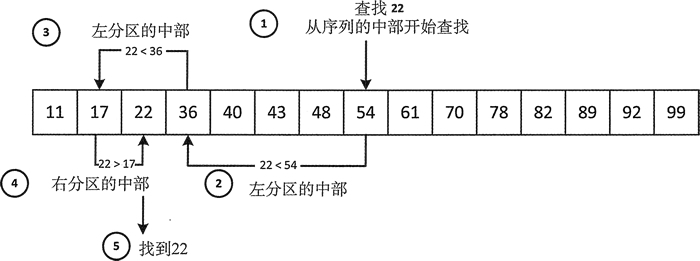 ① 查找 22
从序列的中部开始查找
③ 左分区的中部
22 < 36
11 17 22 36 40 43 48 54 61 70 78 82 89 92 99
22 > 17
22 < 54
④ 右分区的中部
② 左分区的中部
⑤ 找到22